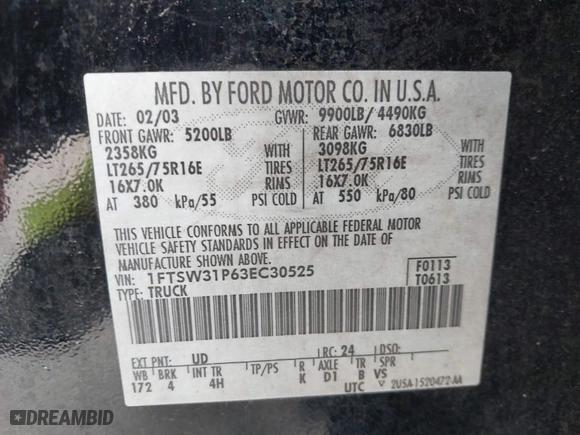 MFD. BY FORD MOTOR CO. IN U.S.A.
DATE: 02/03 GVWR: 9900LB/ 4490KG
FRONT GAWR: 5200LB REAR GAWR: 6830LB
2358KG WITH 3098KG WITH
LT265/75R16E TIRES LT265/75R16E TIRES
16X7.0K RIMS 16X7.0K RIMS
AT 380 kPa/55 PSI COLD AT 550 kPa/80 PSI COLD
THIS VEHICLE CONFORMS TO ALL APPLICABLE FEDERAL MOTOR
VEHICLE SAFETY STANDARDS IN EFFECT ON THE DATE OF
MANUFACTURE SHOWN ABOVE.
VIN: 1FTSW31P63EC30525 F0113
TYPE: TRUCK T0613
EXT PNT: UD RC: 24 DSO:
WB BRK INT TR TP/PS R AXLE TR SPR
172 4 4H K D1 B VS
UTC 2USA-1520472-AA
DREAMBID